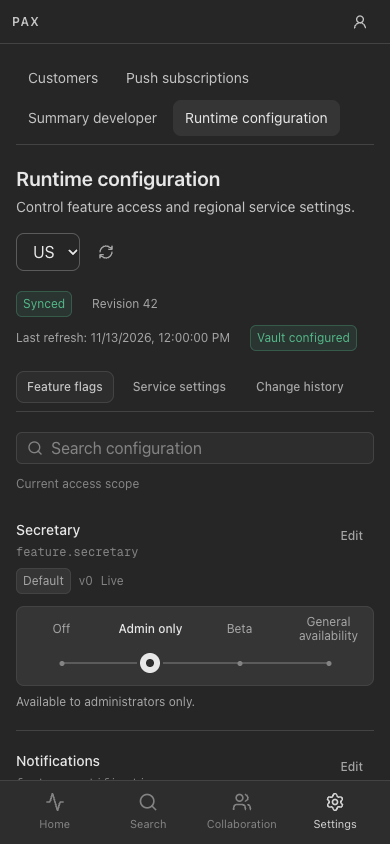 PAX
Customers
Push subscriptions
Summary developer
Runtime configuration
Runtime configuration
Control feature access and regional service settings.
US
Synced
Revision 42
Last refresh: 11/13/2026, 12:00:00 PM
Vault configured
Feature flags
Service settings
Change history
Search configuration
Current access scope
Secretary
Edit
feature.secretary
Default
v0
Live
Off
Admin only
Beta
General
availability
Available to administrators only.
Notifications
Edit
Home
Search
Collaboration
Settings